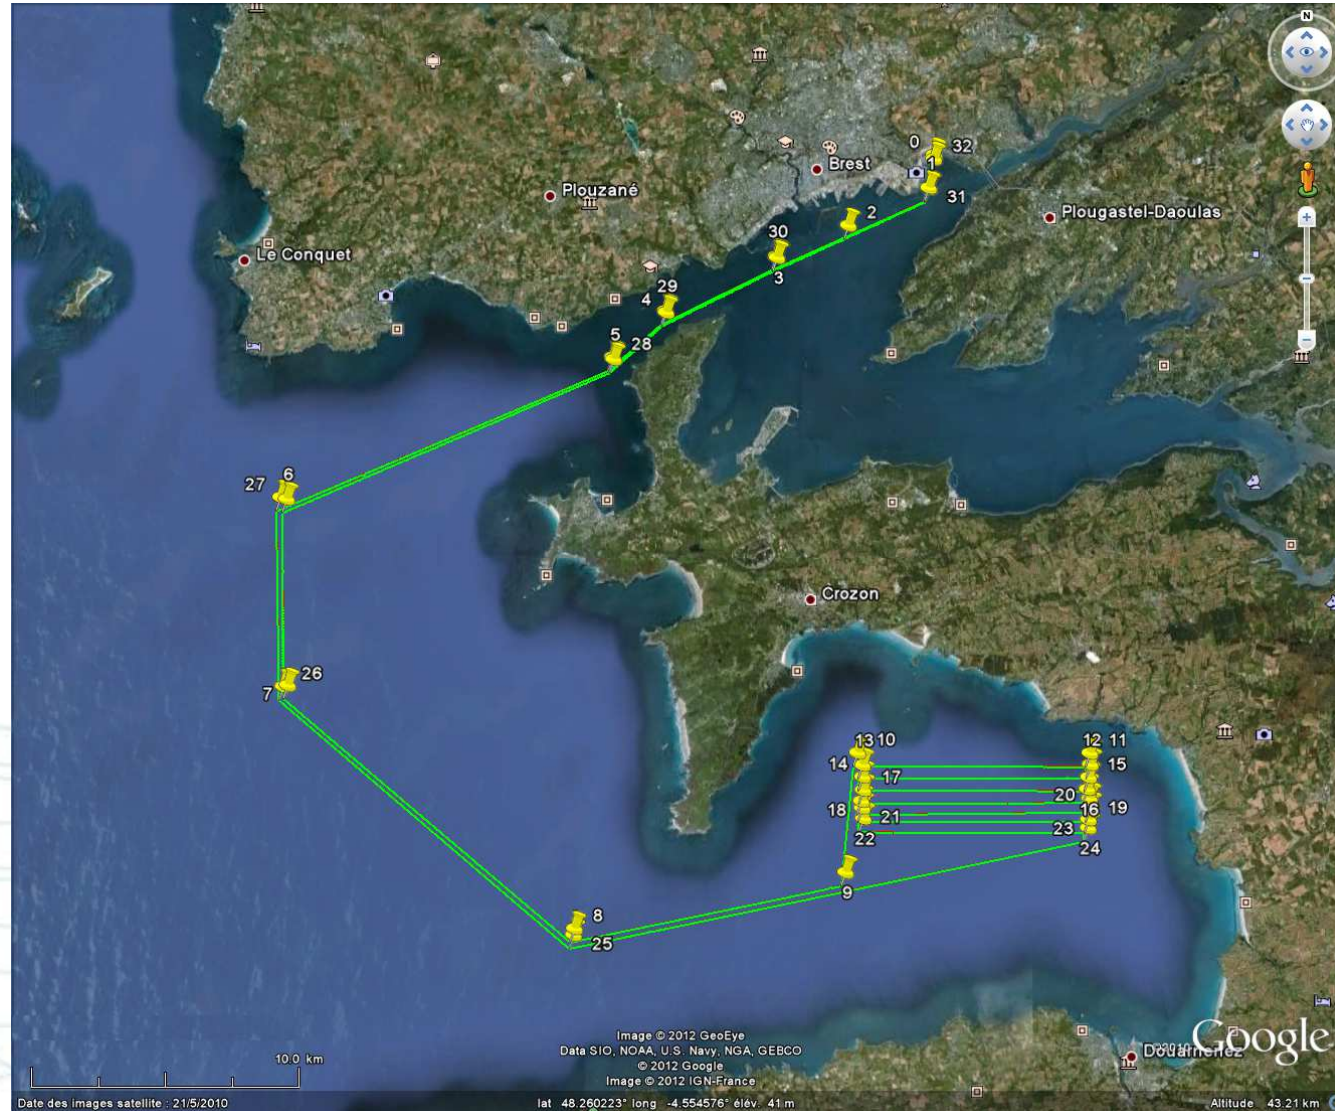 N
0
32
1
Brest
Plouzané
31
2
Plougastel-Daoulas
30
Le Conquet
3
29
4
5
28
6
27
Crozon
26
7
13 10
12 11
14
15
17
20
18
16 19
21
23
22
24
9
8
25
Image © 2012 GeoEye
Data SIO, NOAA, U.S. Navy, NGA, GEBCO
© 2012 Google
Image © 2012 IGN-France
Google
Douarnenez
10.0 km
Date des images satellite : 21/5/2010
lat 48.260223° long -4.554576° élév. 41 m
Altitude 43.21 km